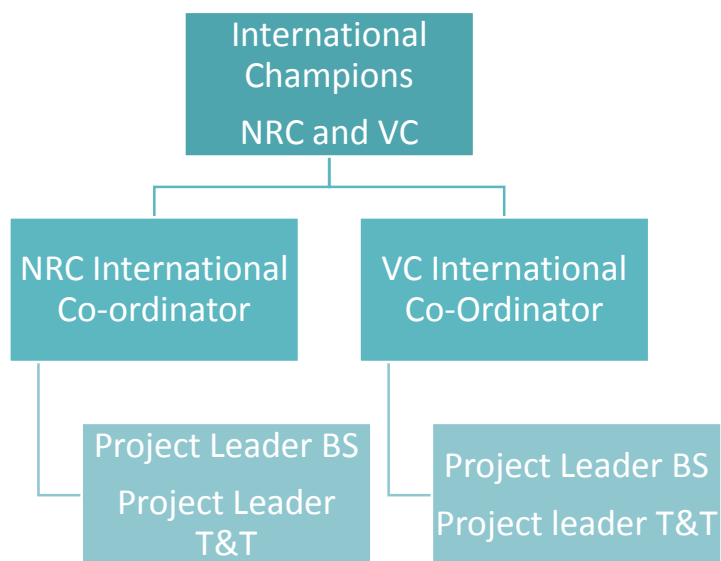 International
Champions
NRC and VC
NRC International
Co-ordinator
VC International
Co-Ordinator
Project Leader BS
Project Leader
T&T
Project Leader BS
Project leader T&T